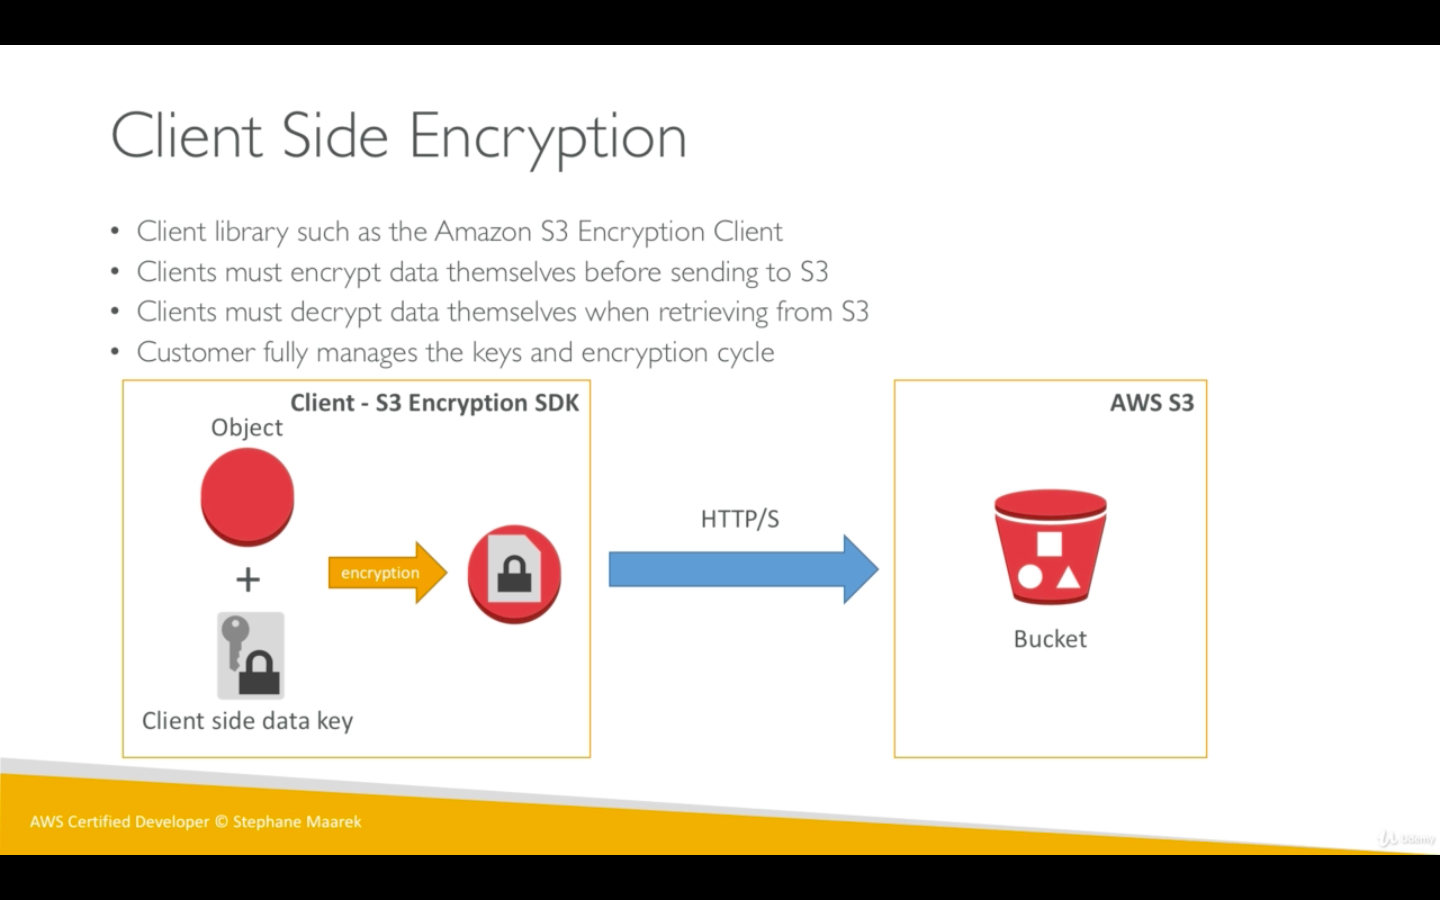 Client Side Encryption
• Client library such as the Amazon S3 Encryption Client
• Clients must encrypt data themselves before sending to S3
• Clients must decrypt data themselves when retrieving from S3
• Customer fully manages the keys and encryption cycle
Client - S3 Encryption SDK
Object
+
encryption
Client side data key
HTTP/S
AWS S3
Bucket
AWS Certified Developer © Stephane Maarek
Udemy